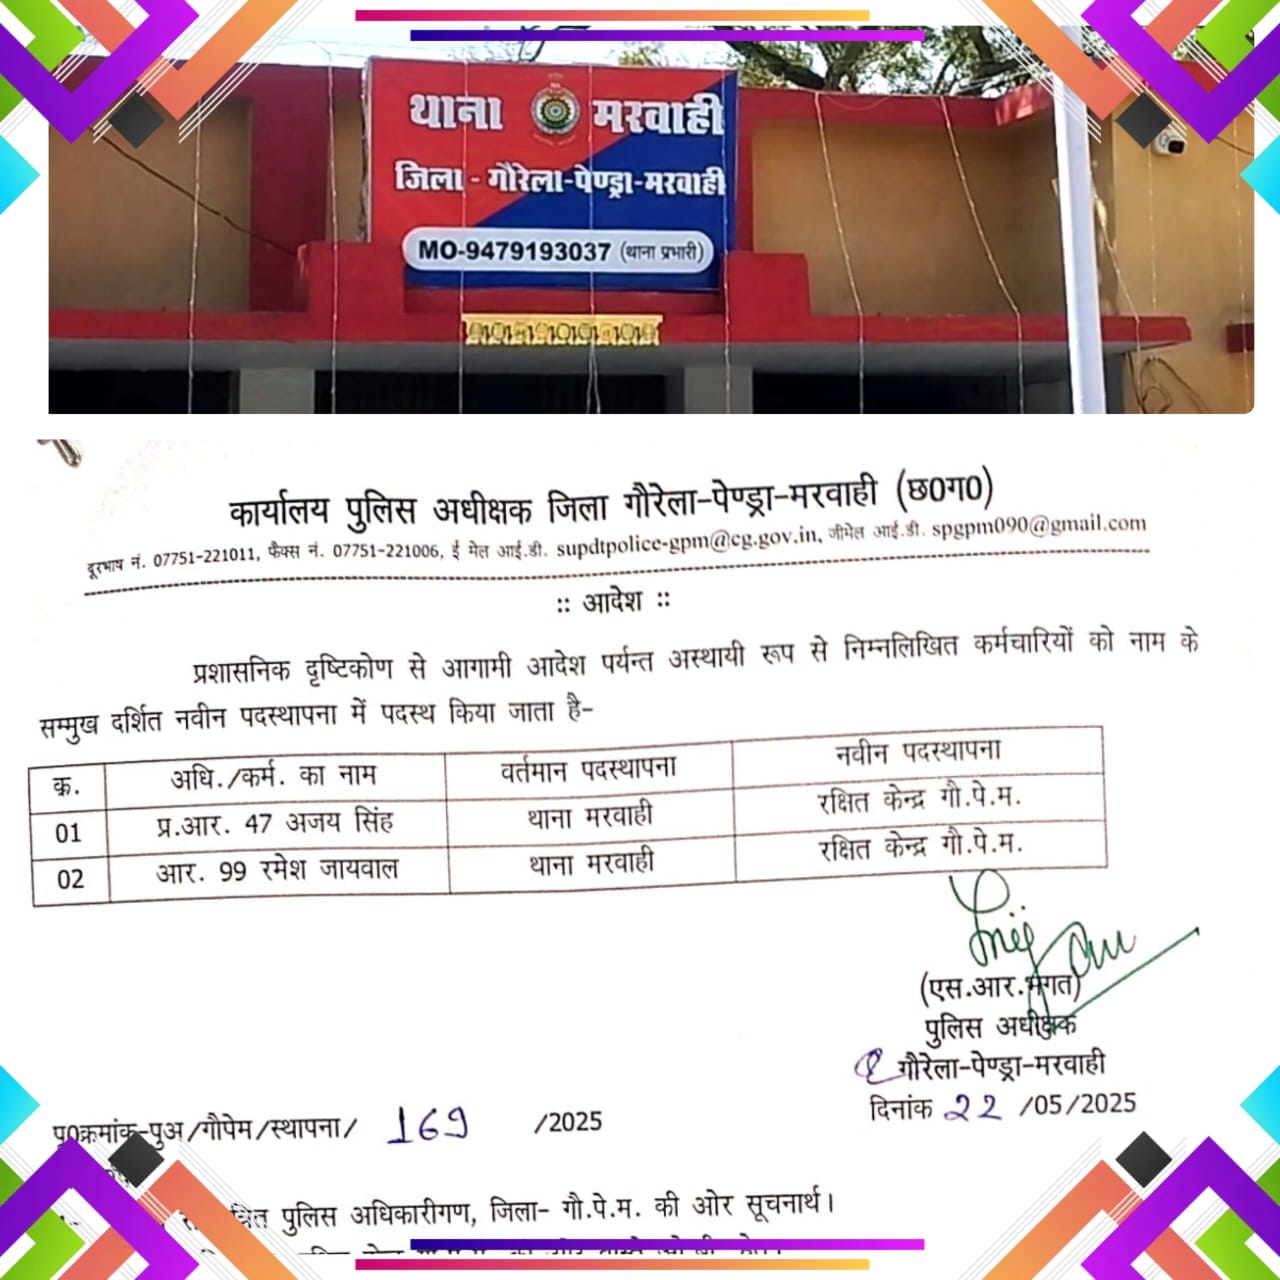 थाना मरवाही
जिला - गौरेला-पेण्ड्रा-मरवाही
MO-9479193037 (थाना प्रभारी)
कार्यालय पुलिस अधीक्षक जिला गौरेला-पेण्ड्रा-मरवाही (छ0ग0)
दूरभाष नं. 07751-221011, फैक्स नं. 07751-221006, ई मेल आई.डी. supdtpolice-gpm@cg.gov.in, जीमेल आई.डी. spgpm090@gmail.com
:: आदेश ::
प्रशासनिक दृष्टिकोण से आगामी आदेश पर्यन्त अस्थायी रूप से निम्नलिखित कर्मचारियों को नाम के
सम्मुख दर्शित नवीन पदस्थापना में पदस्थ किया जाता है-
क्र. अधि./कर्म. का नाम वर्तमान पदस्थापना नवीन पदस्थापना
01 प्र.आर. 47 अजय सिंह थाना मरवाही रक्षित केन्द्र गौ.पे.म.
02 आर. 99 रमेश जायवाल थाना मरवाही रक्षित केन्द्र गौ.पे.म.
(एस.आर.भगत)
पुलिस अधीक्षक
गौरेला-पेण्ड्रा-मरवाही
दिनांक 22 /05/2025
पृ0क्रमांक-पुअ/गौपेम/स्थापना/ 169 /2025
पुलिस अधिकारीगण, जिला- गौ.पे.म. की ओर सूचनार्थ।